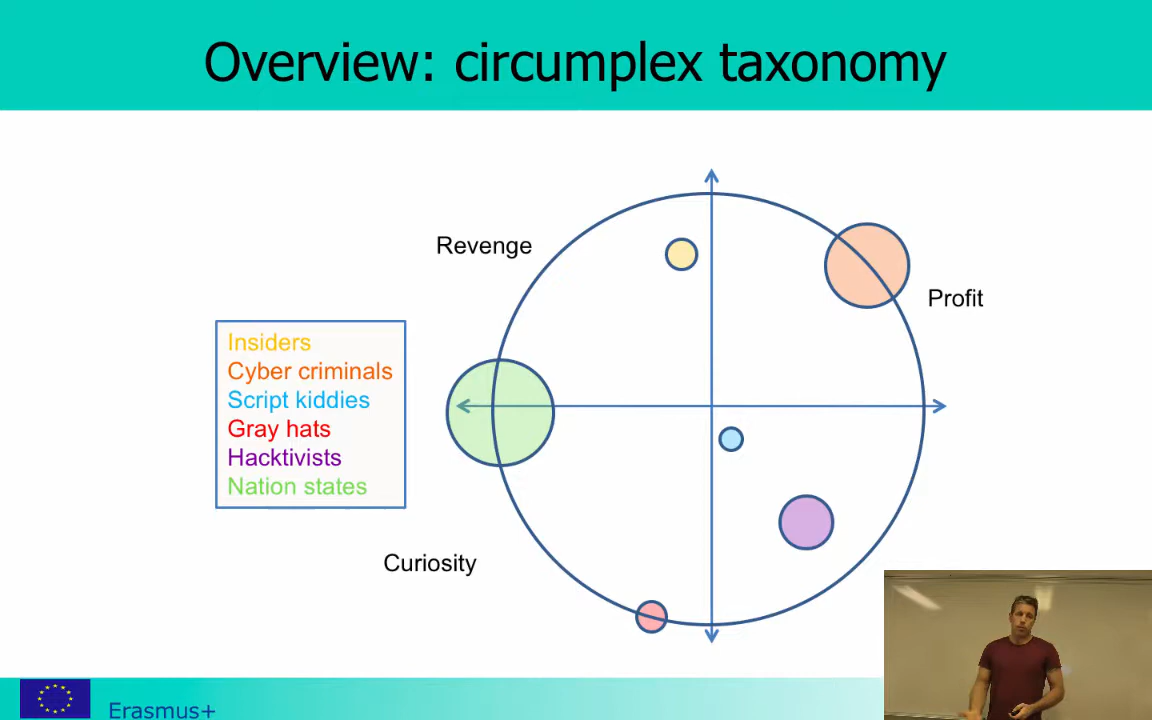 Overview: circumplex taxonomy
Revenge
Profit
Insiders
Cyber criminals
Script kiddies
Gray hats
Hacktivists
Nation states
Curiosity
Erasmus+